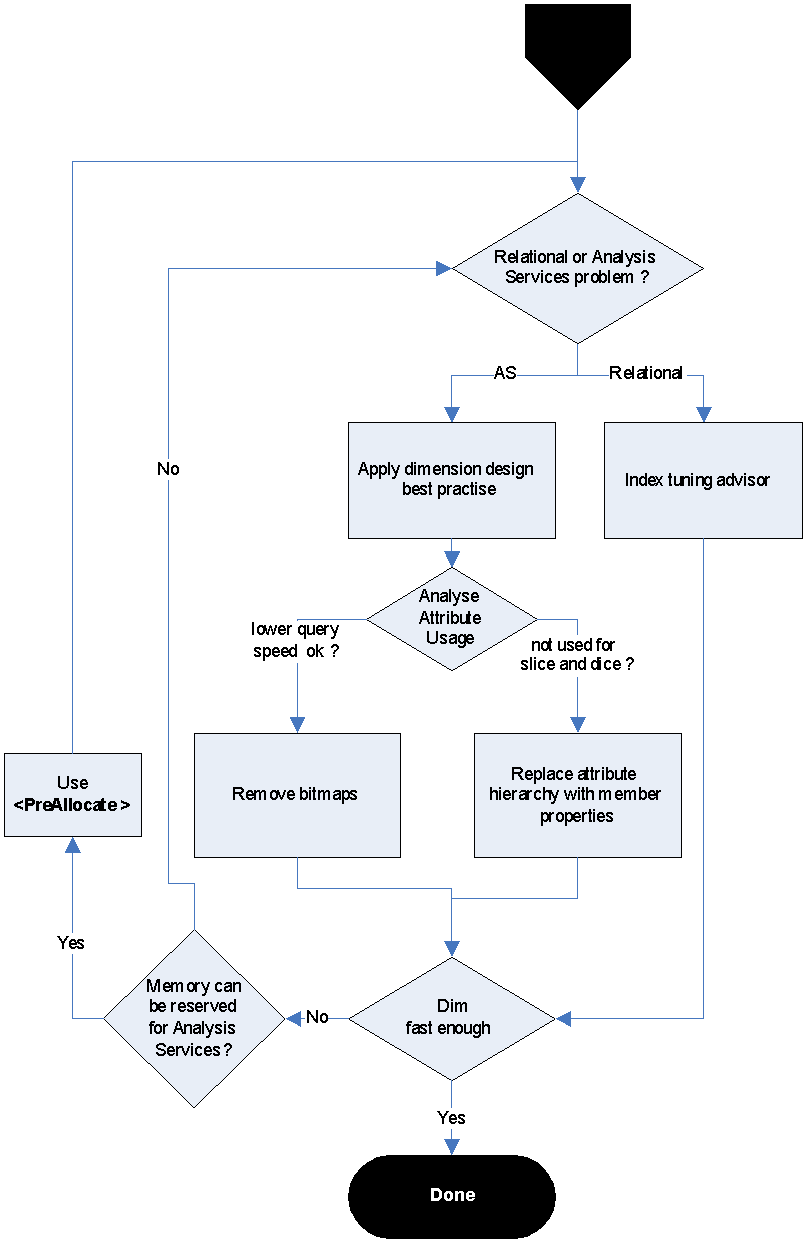 Relational or Analysis
Services problem ?
AS
Relational
Apply dimension design
best practise
Index tuning advisor
No
Analyse
Attribute
Usage
lower query
speed ok ?
not used for
slice and dice ?
Use
<PreAllocate>
Remove bitmaps
Replace attribute
hierarchy with member
properties
Yes
Memory can
be reserved
for Analysis
Services?
No
Dim
fast enough
Yes
Done